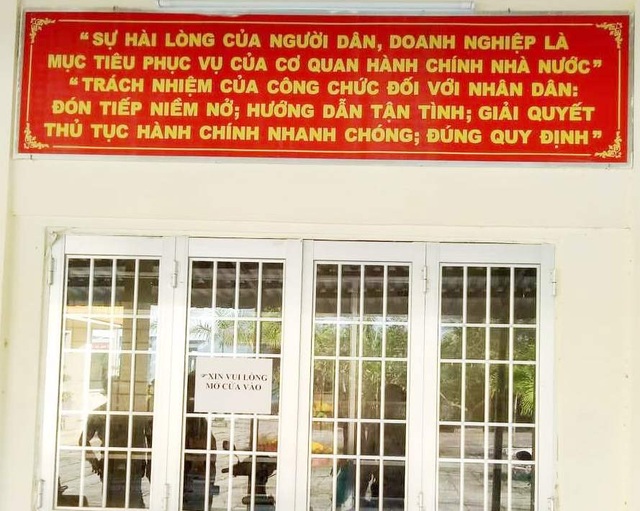 “ SỰ HÀI LÒNG CỦA NGƯỜI DÂN, DOANH NGHIỆP LÀ
MỤC TIÊU PHỤC VỤ CỦA CƠ QUAN HÀNH CHÍNH NHÀ NƯỚC”
“ TRÁCH NHIỆM CỦA CÔNG CHỨC ĐỐI VỚI NHÂN DÂN:
ĐÓN TIẾP NIỀM NỞ; HƯỚNG DẪN TẬN TÌNH; GIẢI QUYẾT
THỦ TỤC HÀNH CHÍNH NHANH CHÓNG; ĐÚNG QUY ĐỊNH”
XIN VUI LÒNG
MỞ CỬA VÀO